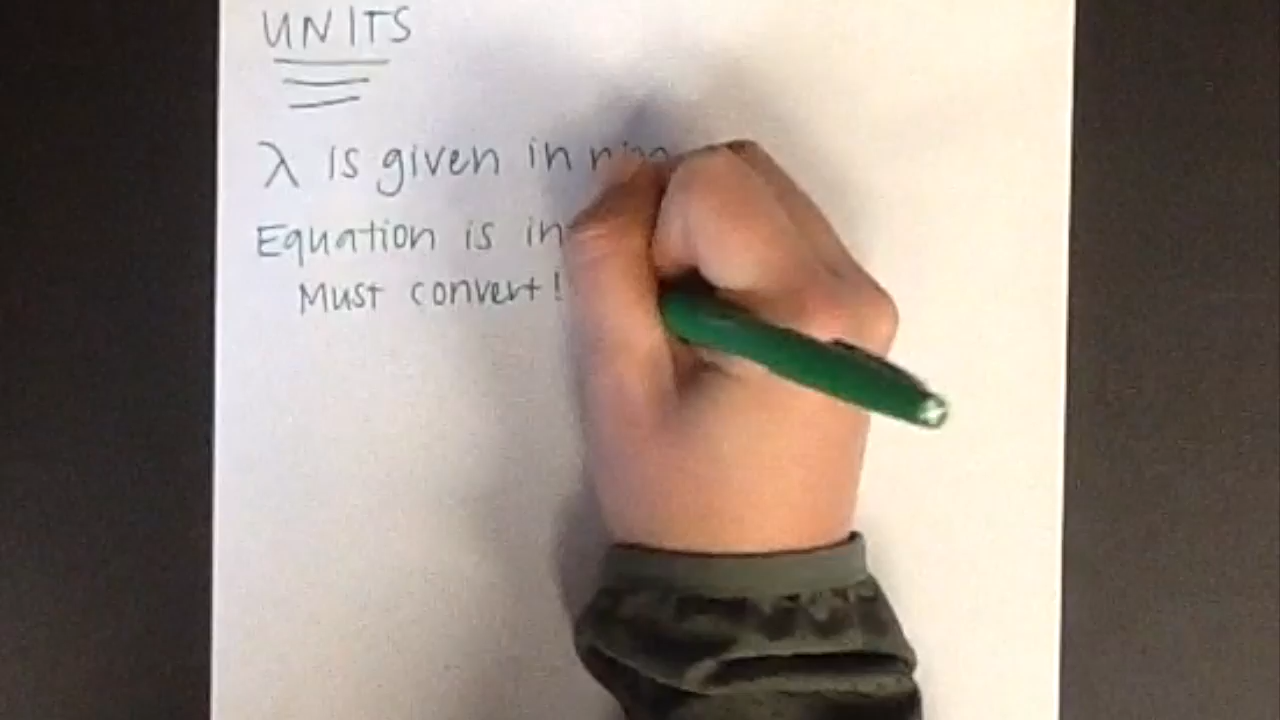 UNITS
λ is given in
Equation is in
Must convert!